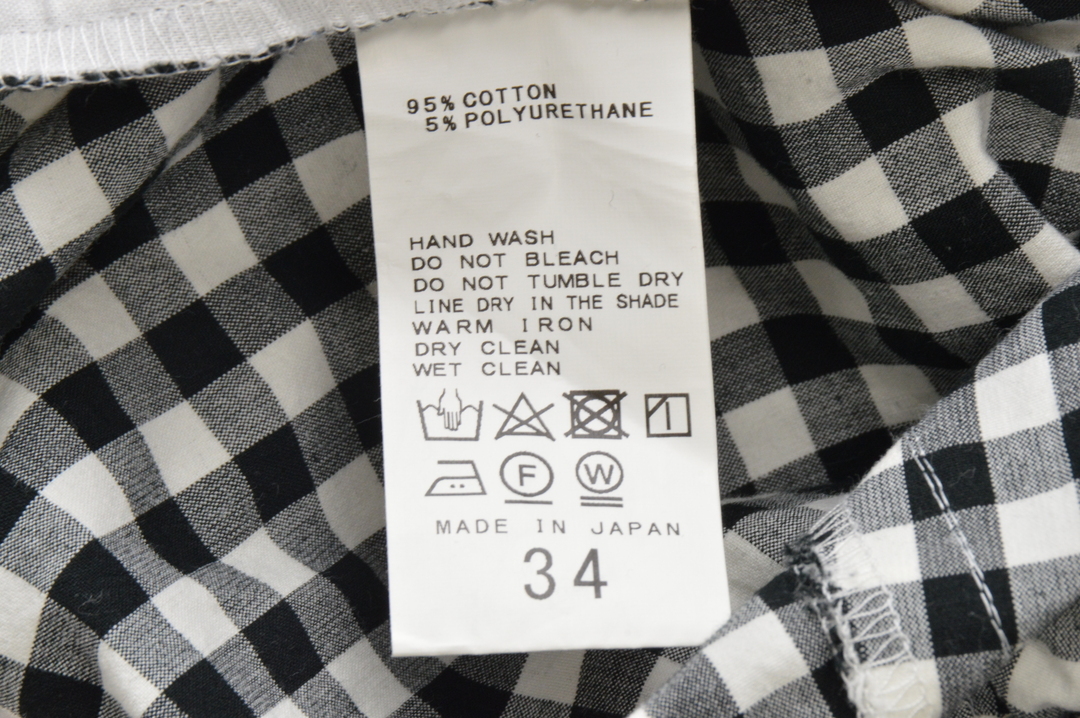 95% COTTON
5% POLYURETHANE
HAND WASH
DO NOT BLEACH
DO NOT TUMBLE DRY
LINE DRY IN THE SHADE
WARM IRON
DRY CLEAN
WET CLEAN
F W
MADE IN JAPAN
34